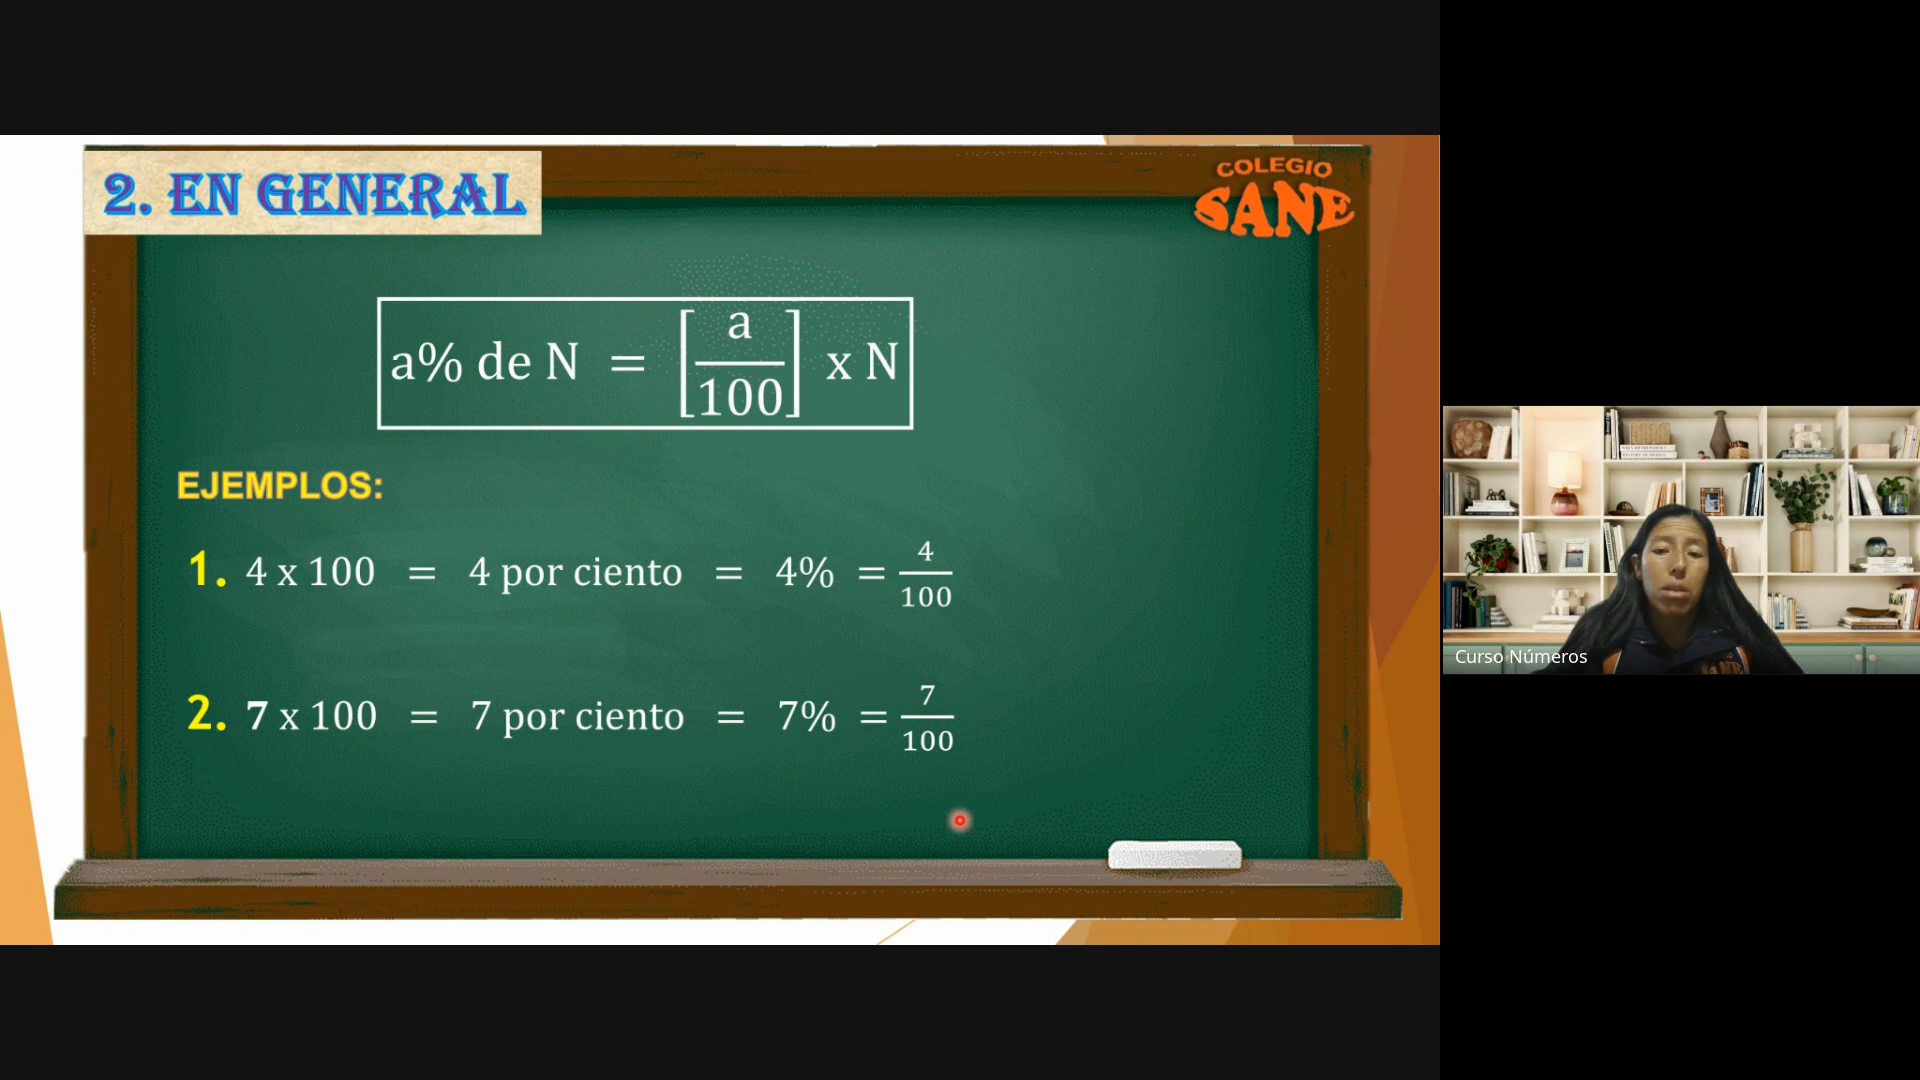 2. EN GENERAL
COLEGIO
SANE
a% de N = [a/100] x N
EJEMPLOS:
1. 4 x 100 = 4 por ciento = 4% = 4/100
2. 7 x 100 = 7 por ciento = 7% = 7/100
Curso Números